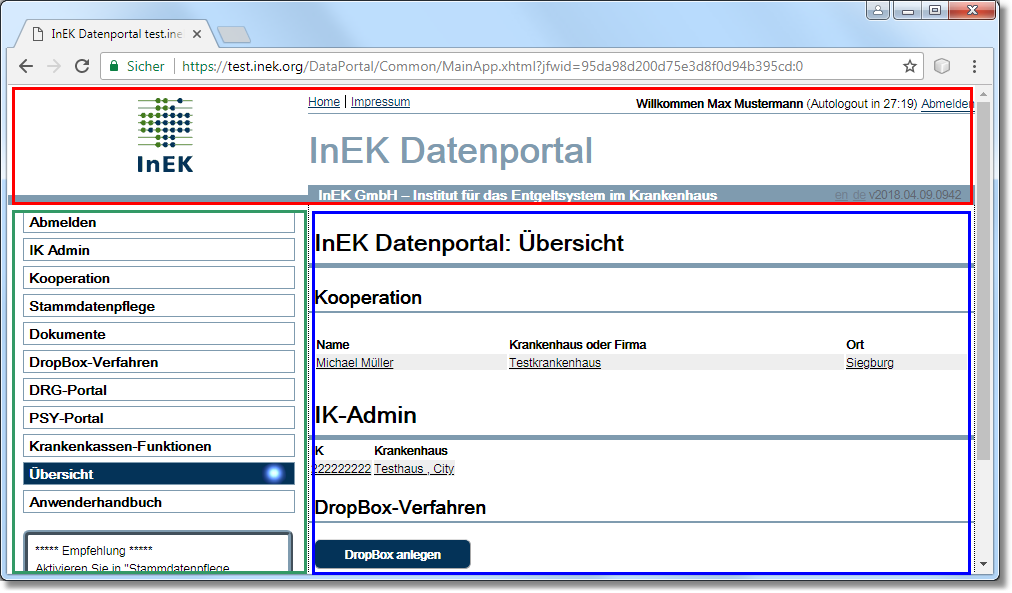 InEK Datenportal test.ine
Sicher https://test.inek.org/DataPortal/Common/MainApp.xhtml?jfwid=95da98d200d75e3d8f0d94b395cd:0
Home | Impressum
Willkommen Max Mustermann (Autologout in 27:19) Abmelden
InEK
InEK Datenportal
InEK GmbH – Institut für das Entgeltsystem im Krankenhaus
en de v2018.04.09.0942
Abmelden
IK Admin
Kooperation
Stammdatenpflege
Dokumente
DropBox-Verfahren
DRG-Portal
PSY-Portal
Krankenkassen-Funktionen
Übersicht
Anwenderhandbuch
***** Empfehlung *****
Aktivieren Sie in "Stammdatenpflege
InEK Datenportal: Übersicht
Kooperation
Name Krankenhaus oder Firma Ort
Michael Müller Testkrankenhaus Siegburg
IK-Admin
K Krankenhaus
222222222 Testhaus , City
DropBox-Verfahren
DropBox anlegen